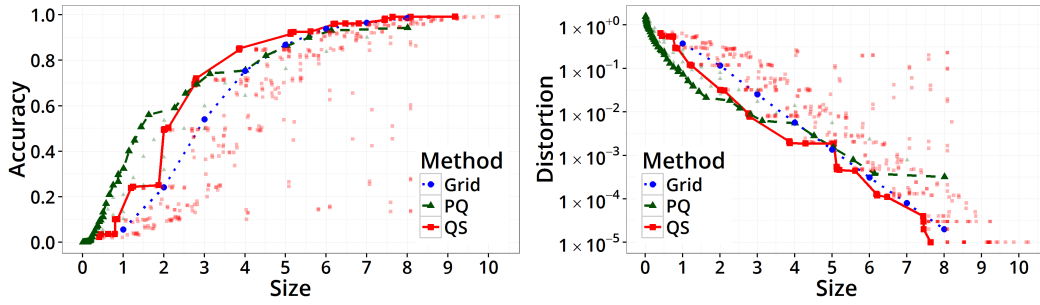 1.0
0.8
0.6
0.4
0.2
0.0
Accuracy
0 1 2 3 4 5 6 7 8 9 10
Size
Method
Grid
PQ
QS
1 × 10⁺⁰
1 × 10⁻¹
1 × 10⁻²
1 × 10⁻³
1 × 10⁻⁴
1 × 10⁻⁵
Distortion
0 1 2 3 4 5 6 7 8 9 10
Size
Method
Grid
PQ
QS